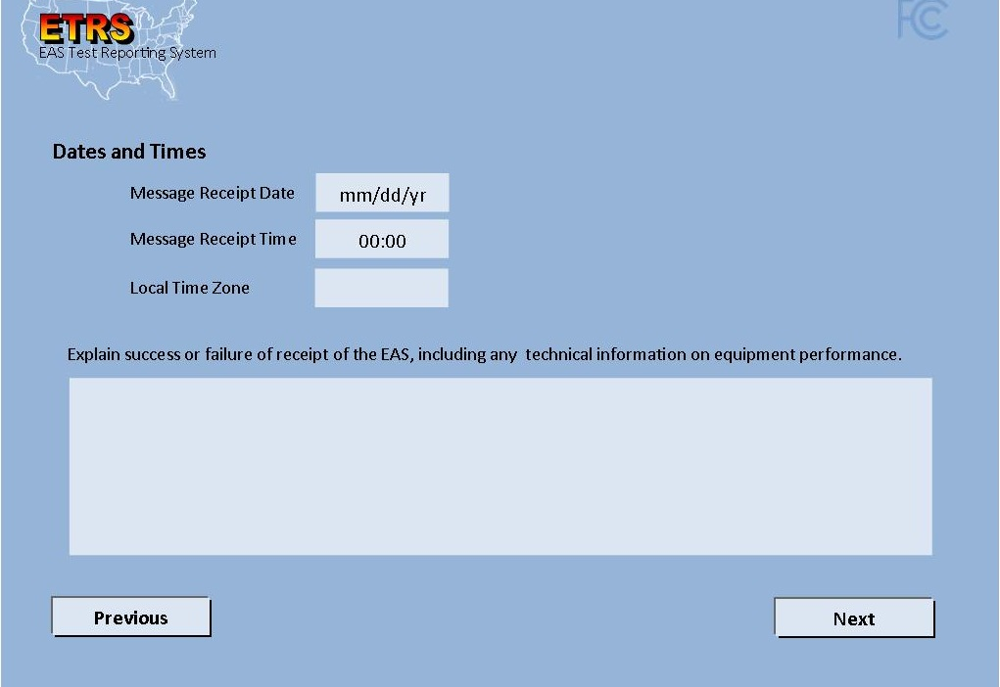 ETRS
EAS Test Reporting System
FC
Dates and Times
Message Receipt Date mm/dd/yr
Message Receipt Time 00:00
Local Time Zone
Explain success or failure of receipt of the EAS, including any technical information on equipment performance.
Previous Next